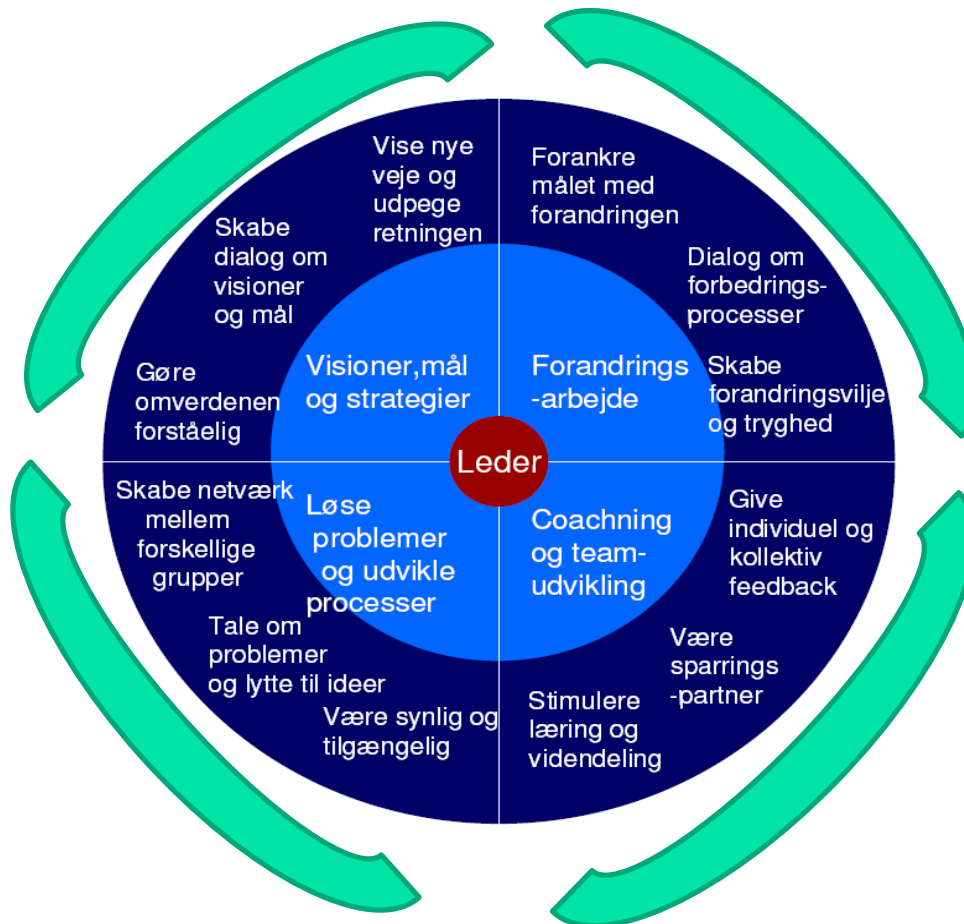 Vise nye
veje og
udpege
retningen
Forankre
målet med
forandringen
Skabe
dialog om
visioner
og mål
Dialog om
forbedrings-
processer
Gøre
omverdenen
forståelig
Visioner,mål
og strategier
Forandrings
-arbejde
Skabe
forandringsvilje
og tryghed
Leder
Skabe netværk
mellem
forskellige
grupper
Løse
problemer
og udvikle
processer
Coachning
og team-
udvikling
Give
individuel og
kollektiv
feedback
Tale om
problemer
og lytte til ideer
Være
sparrings
-partner
Være synlig og
tilgængelig
Stimulere
læring og
videndeling